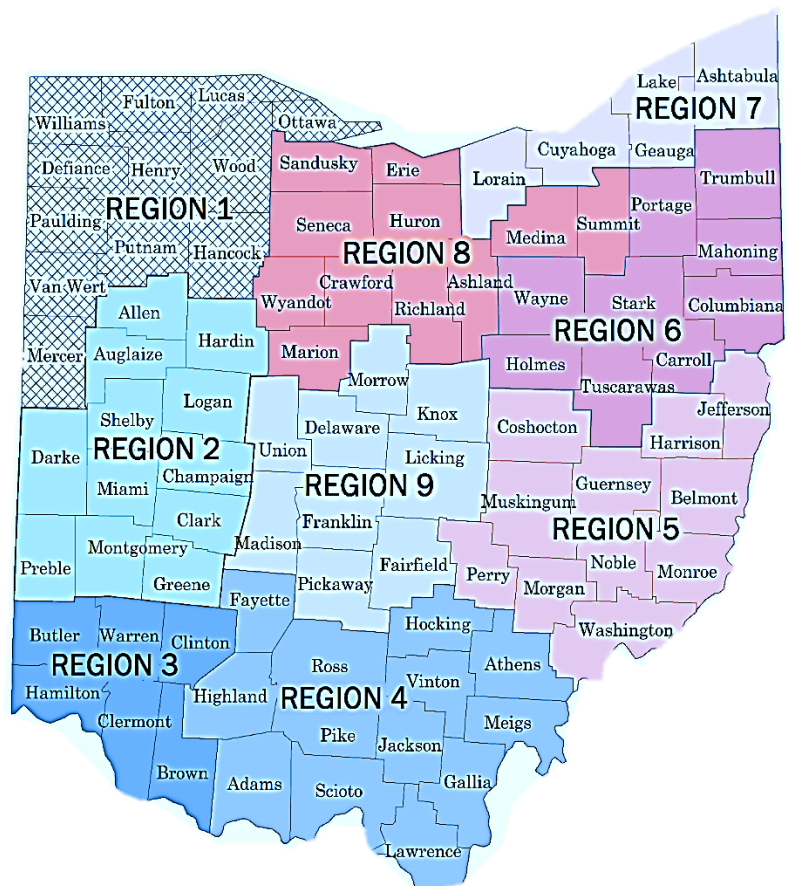 Lake
Ashtabula
REGION 7
Geauga
Cuyahoga
Lorain
Lucas
Fulton
Williams
Ottawa
Defiance
Henry
Wood
Paulding
REGION 1
Putnam
Hancock
Van Wert
Mercer
Sandusky
Erie
Seneca
Huron
REGION 8
Medina
Summit
Crawford
Ashland
Wyandot
Richland
Marion
Trumbull
Portage
Mahoning
Wayne
Stark
Columbiana
REGION 6
Holmes
Carroll
Tuscarawas
Allen
Hardin
Auglaize
Logan
Shelby
REGION 2
Darke
Champaign
Miami
Clark
Montgomery
Preble
Greene
Morrow
Knox
Delaware
Union
Licking
REGION 9
Franklin
Madison
Fairfield
Pickaway
Jefferson
Coshocton
Harrison
Guernsey
Belmont
Muskingum
REGION 5
Noble
Monroe
Perry
Morgan
Washington
Butler
Warren
Clinton
REGION 3
Hamilton
Clermont
Brown
Fayette
Hocking
Ross
Athens
Vinton
Highland
REGION 4
Meigs
Pike
Jackson
Adams
Scioto
Gallia
Lawrence